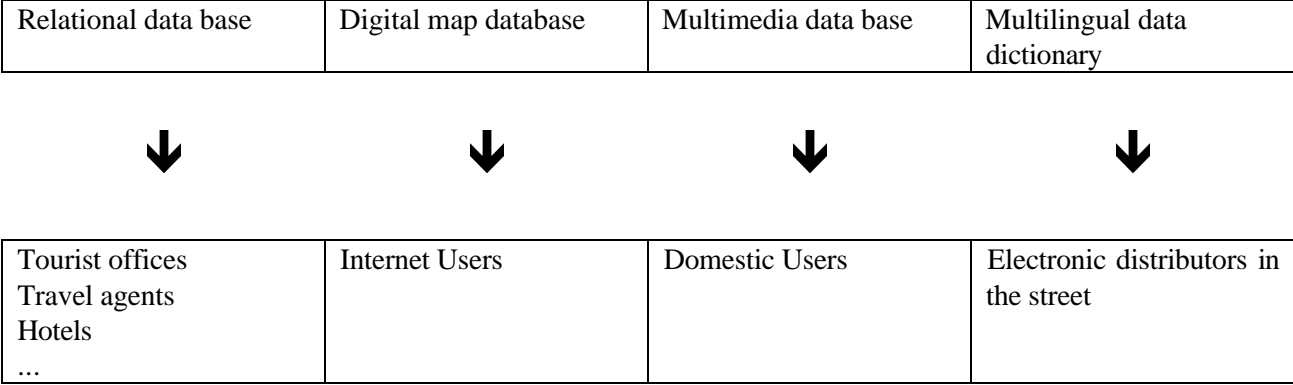 Relational data base
Digital map database
Multimedia data base
Multilingual data
dictionary
Tourist offices
Travel agents
Hotels
...
Internet Users
Domestic Users
Electronic distributors in
the street